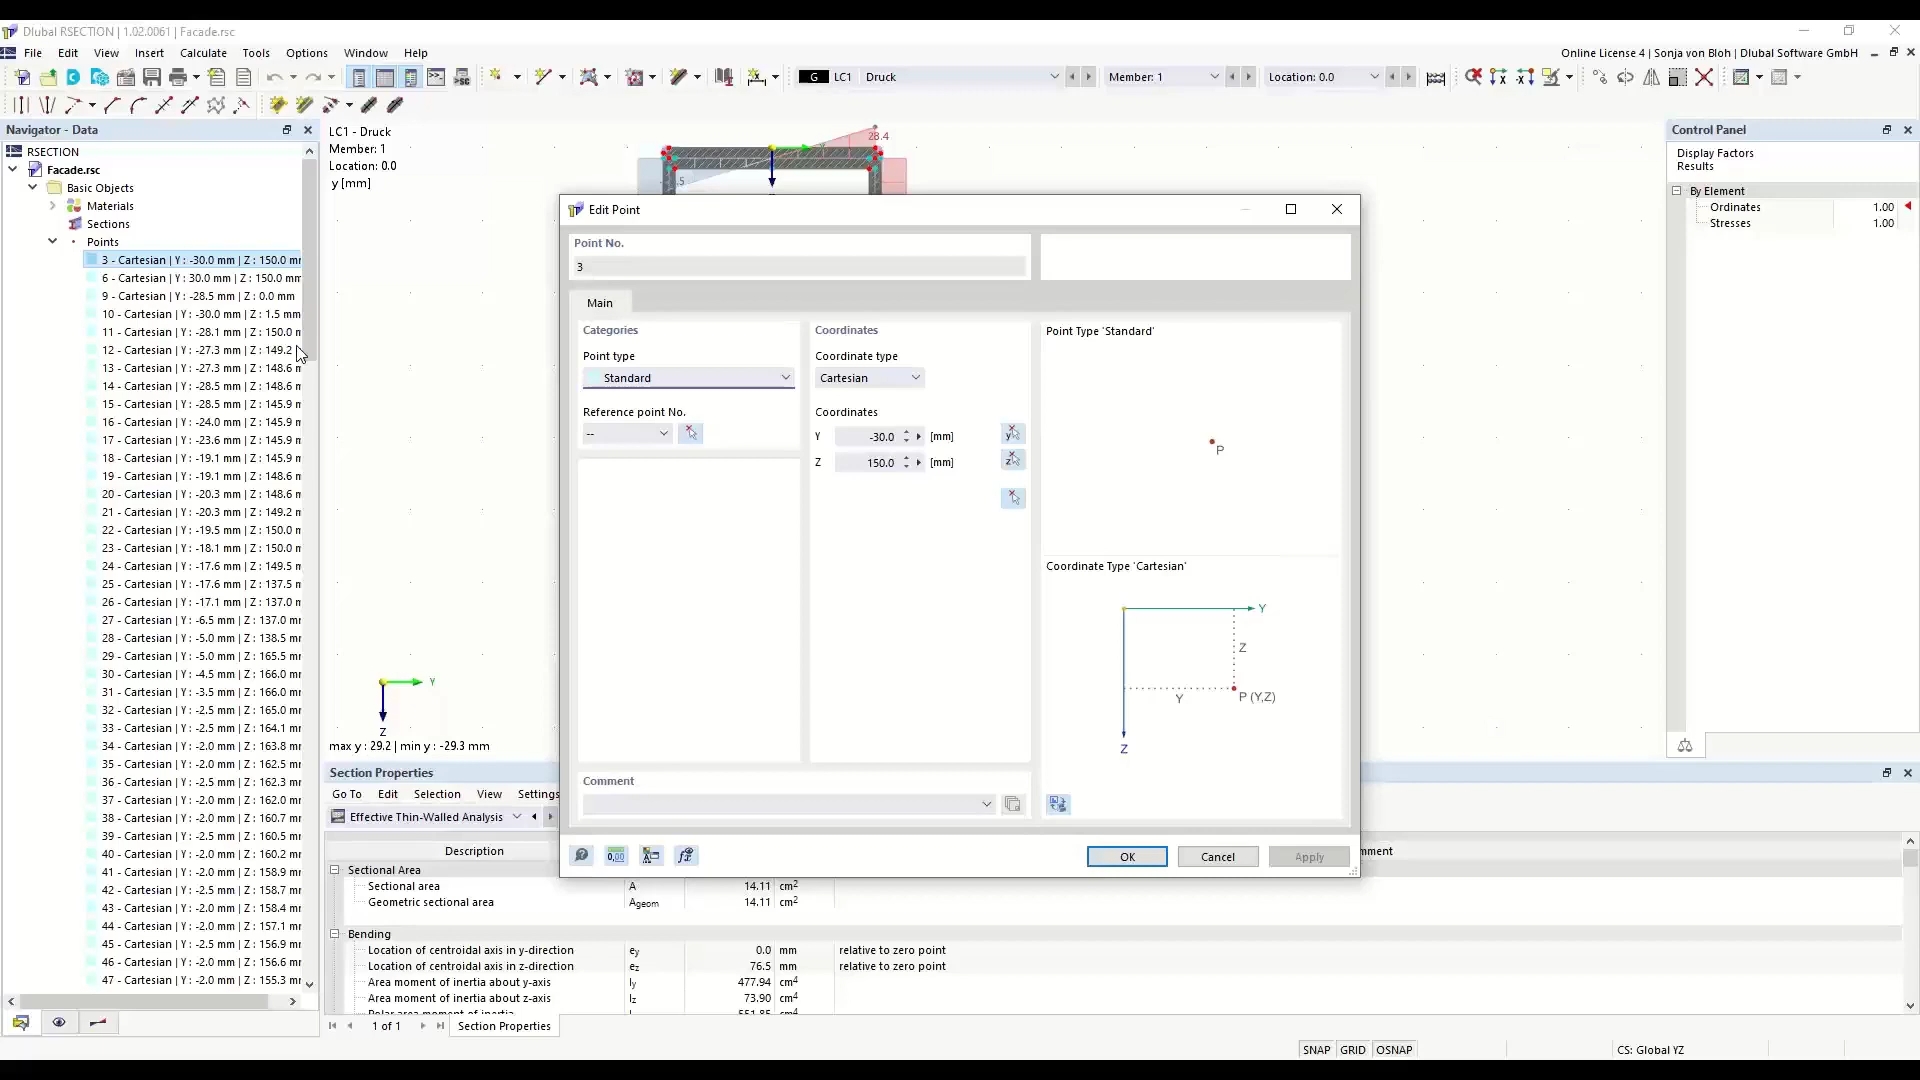 Dlubal RSECTION | 1.02.0061 | Facade.rsc
File Edit View Insert Calculate Tools Options Window Help
Online License 4 | Sonja von Bloh | Dlubal Software GmbH
G LC1 Druck
Member: 1
Location: 0.0
Navigator - Data
RSECTION
Facade.rsc
Basic Objects
Materials
Sections
Points
3 - Cartesian | Y : -30.0 mm | Z : 150.0 mm
6 - Cartesian | Y : 30.0 mm | Z : 150.0 mm
9 - Cartesian | Y : -28.5 mm | Z : 0.0 mm
10 - Cartesian | Y : -30.0 mm | Z : 1.5 mm
11 - Cartesian | Y : -28.1 mm | Z : 150.0 m
12 - Cartesian | Y : -27.3 mm | Z : 149.2
13 - Cartesian | Y : -27.3 mm | Z : 148.6 m
14 - Cartesian | Y : -28.5 mm | Z : 148.6 m
15 - Cartesian | Y : -28.5 mm | Z : 145.9 m
16 - Cartesian | Y : -24.0 mm | Z : 145.9 m
17 - Cartesian | Y : -23.6 mm | Z : 145.9 m
18 - Cartesian | Y : -19.1 mm | Z : 145.9 m
19 - Cartesian | Y : -19.1 mm | Z : 148.6 m
20 - Cartesian | Y : -20.3 mm | Z : 148.6 m
21 - Cartesian | Y : -20.3 mm | Z : 149.2 m
22 - Cartesian | Y : -19.5 mm | Z : 150.0 m
23 - Cartesian | Y : -18.1 mm | Z : 150.0 m
24 - Cartesian | Y : -17.6 mm | Z : 149.5 m
25 - Cartesian | Y : -17.6 mm | Z : 137.5 m
26 - Cartesian | Y : -17.1 mm | Z : 137.0 m
27 - Cartesian | Y : -6.5 mm | Z : 137.0 m
28 - Cartesian | Y : -5.0 mm | Z : 138.5 m
29 - Cartesian | Y : -5.0 mm | Z : 165.5 m
30 - Cartesian | Y : -4.5 mm | Z : 166.0 m
31 - Cartesian | Y : -3.5 mm | Z : 166.0 m
32 - Cartesian | Y : -2.5 mm | Z : 165.0 m
33 - Cartesian | Y : -2.5 mm | Z : 164.1 m
34 - Cartesian | Y : -2.0 mm | Z : 163.8 m
35 - Cartesian | Y : -2.0 mm | Z : 162.5 m
36 - Cartesian | Y : -2.5 mm | Z : 162.3 m
37 - Cartesian | Y : -2.0 mm | Z : 162.0 m
38 - Cartesian | Y : -2.0 mm | Z : 160.7 m
39 - Cartesian | Y : -2.5 mm | Z : 160.5 m
40 - Cartesian | Y : -2.0 mm | Z : 160.2 m
41 - Cartesian | Y : -2.0 mm | Z : 158.9 m
42 - Cartesian | Y : -2.5 mm | Z : 158.7 m
43 - Cartesian | Y : -2.0 mm | Z : 158.4 m
44 - Cartesian | Y : -2.0 mm | Z : 157.1 m
45 - Cartesian | Y : -2.5 mm | Z : 156.9 m
46 - Cartesian | Y : -2.0 mm | Z : 156.6 m
47 - Cartesian | Y : -2.0 mm | Z : 155.3 m
LC1 - Druck
Member: 1
Location: 0.0
y [mm]
28.4
Y
Z
max y : 29.2 | min y : -29.3 mm
Edit Point
Point No.
3
Main
Categories
Point type
Standard
Reference point No.
--
Coordinates
Coordinate type
Cartesian
Coordinates
Y -30.0 [mm]
Z 150.0 [mm]
Point Type 'Standard'
P
Coordinate Type 'Cartesian'
Y
Z
Y
P (Y,Z)
Z
Comment
OK Cancel Apply
Control Panel
Display Factors
Results
By Element
Ordinates 1.00
Stresses 1.00
Section Properties
Go To Edit Selection View Settings
Effective Thin-Walled Analysis
Description
mment
Sectional Area
Sectional area A 14.11 cm2
Geometric sectional area Ageom 14.11 cm2
Bending
Location of centroidal axis in y-direction ey 0.0 mm relative to zero point
Location of centroidal axis in z-direction ez 76.5 mm relative to zero point
Area moment of inertia about y-axis Iy 477.94 cm4
Area moment of inertia about z-axis Iz 73.90 cm4
Polar area moment of inertia 551.85 cm4
1 of 1
Section Properties
SNAP GRID OSNAP
CS: Global YZ